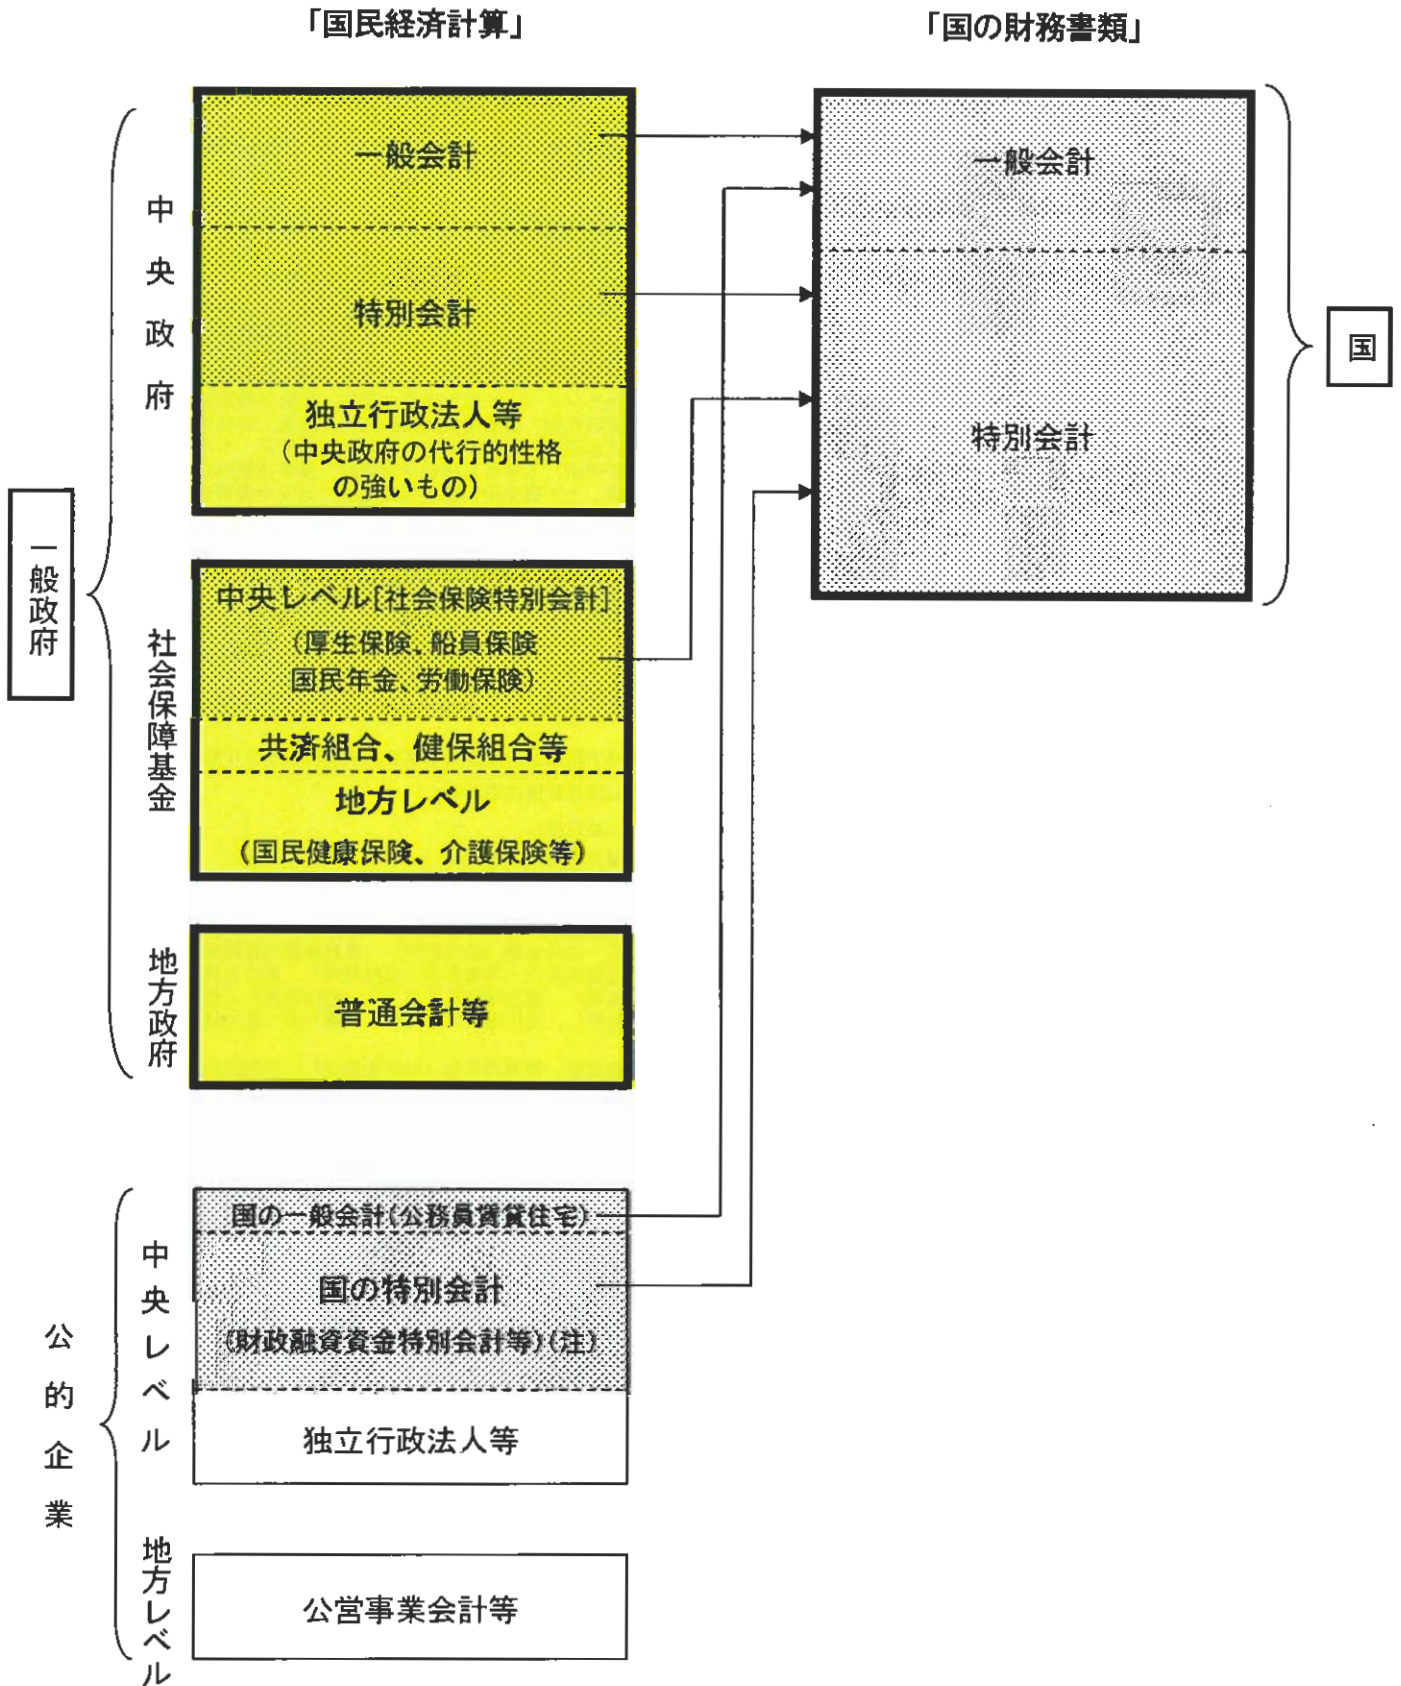 「国民経済計算」
「国の財務書類」
一般政府
中央政府
一般会計
特別会計
独立行政法人等
(中央政府の代行的性格
の強いもの)
社会保障基金
中央レベル[社会保険特別会計]
(厚生保険、船員保険
国民年金、労働保険)
共済組合、健保組合等
地方レベル
(国民健康保険、介護保険等)
地方政府
普通会計等
一般会計
特別会計
国
公的企業
中央レベル
国の一般会計(公務員賃貸住宅)
国の特別会計
(財政融資資金特別会計等)(注)
独立行政法人等
地方レベル
公営事業会計等